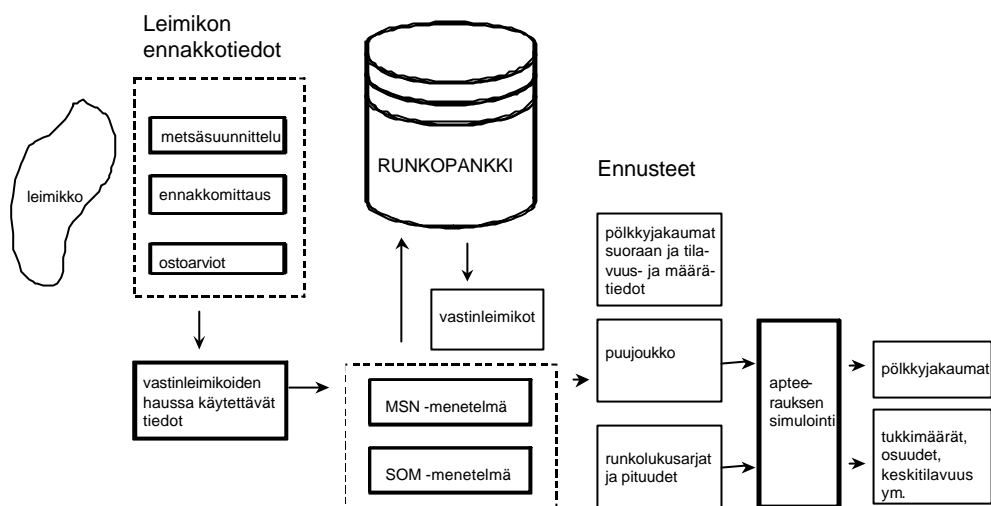 Leimikon
ennakkotiedot
leimikko
metsäsuunnittelu
ennakkomittaus
ostoarviot
RUNKOPANKKI
vastinleimikot
vastinleimikoiden
haussa käytettävät
tiedot
MSN -menetelmä
SOM -menetelmä
Ennusteet
pölkkyjakaumat
suoraan ja tila-
vuus- ja määrä-
tiedot
puujoukko
runkolukusarjat
ja pituudet
aptee-
rauksen
simulointi
pölkkyjakaumat
tukkimäärät,
osuudet,
keskitilavuus
ym.